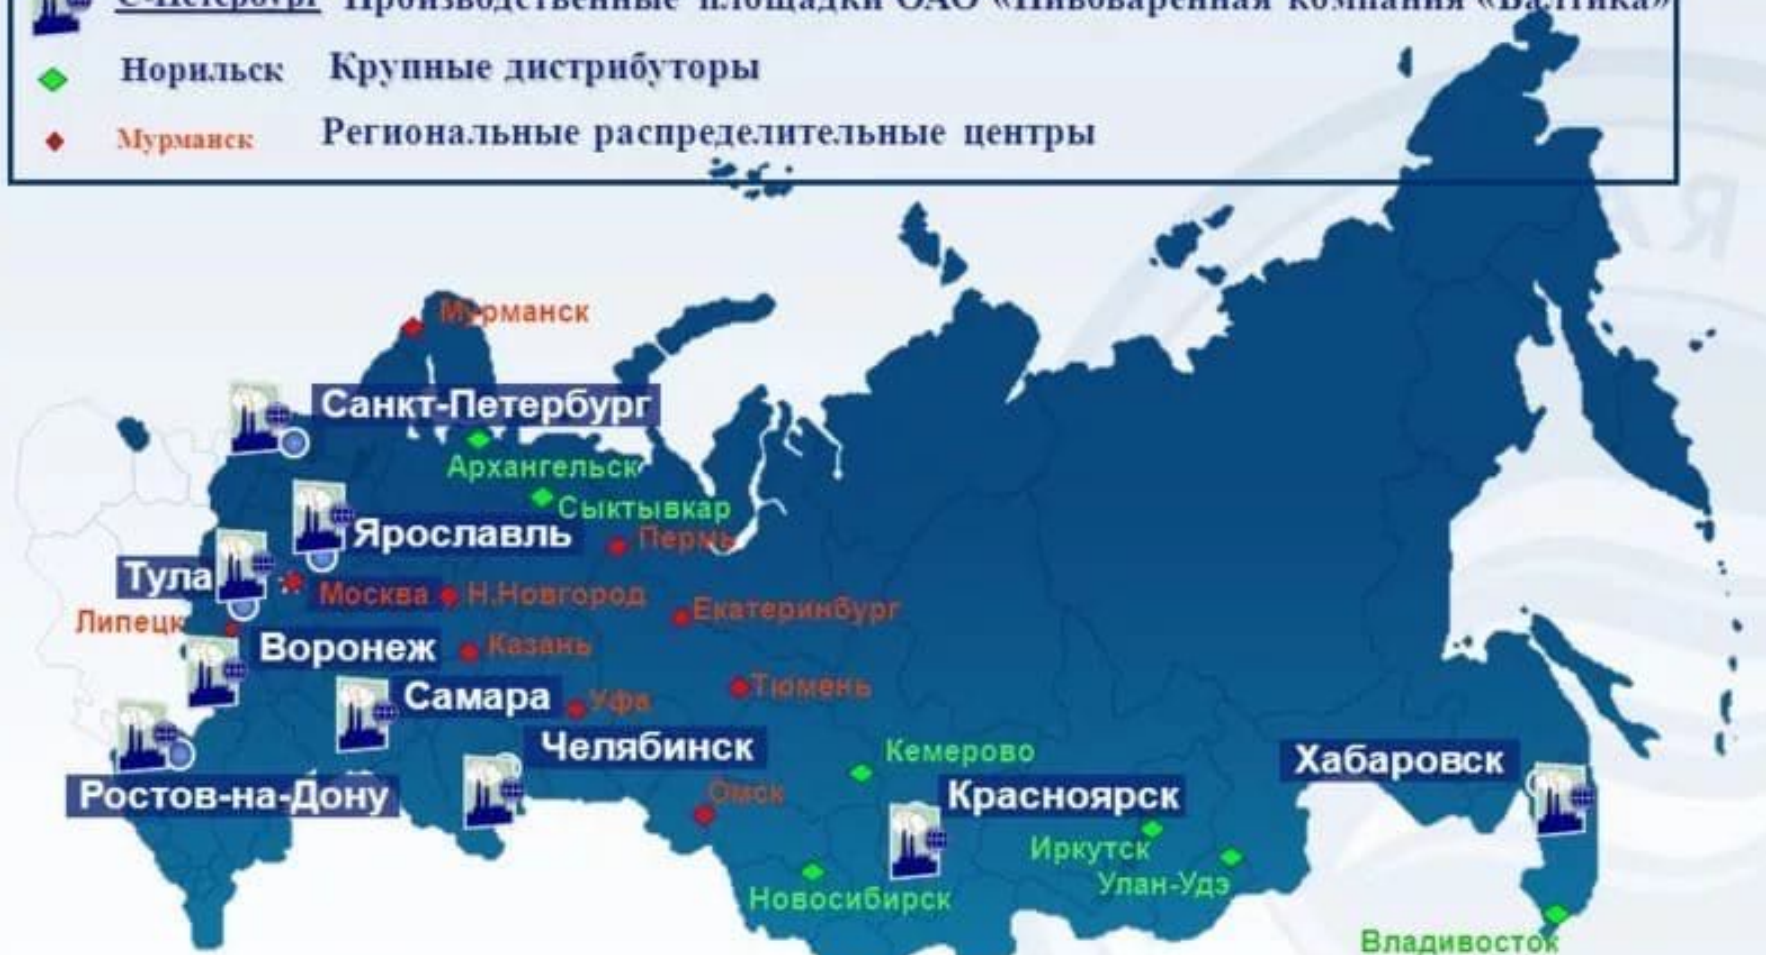 С-Петербург Производственные площадки ОАО «Пивоваренная компания «Балтика»
Норильск Крупные дистрибуторы
Мурманск Региональные распределительные центры
Мурманск
Санкт-Петербург
Архангельск
Сыктывкар
Ярославль
Пермь
Тула
Москва
Н.Новгород
Екатеринбург
Липецк
Воронеж
Казань
Самара
Уфа
Тюмень
Челябинск
Кемерово
Хабаровск
Ростов-на-Дону
Омск
Красноярск
Иркутск
Улан-Удэ
Новосибирск
Владивосток